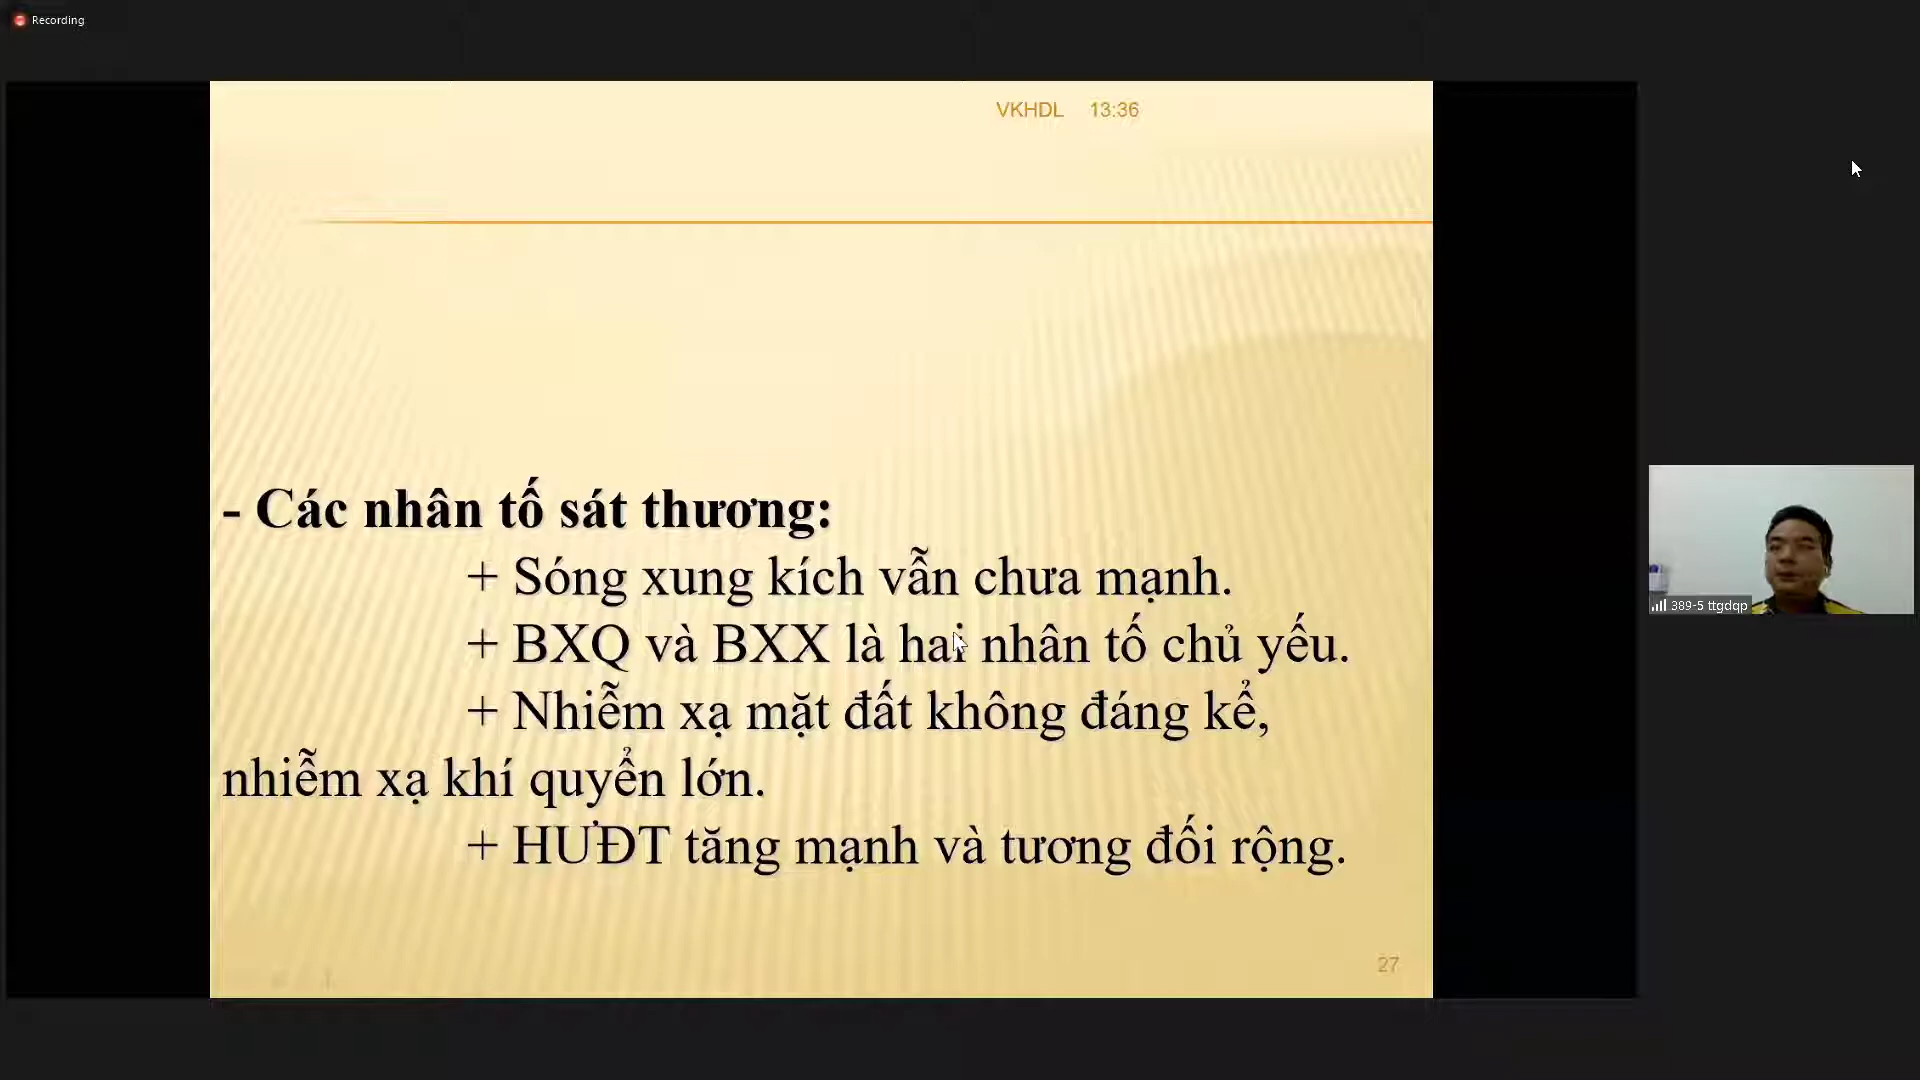 Recording
VKHDL 13:36
- Các nhân tố sát thương:
+ Sóng xung kích vẫn chưa mạnh.
+ BXQ và BXX là hai nhân tố chủ yếu.
+ Nhiễm xạ mặt đất không đáng kể,
nhiễm xạ khí quyển lớn.
+ HƯĐT tăng mạnh và tương đối rộng.
27
389-5 ttgdqp